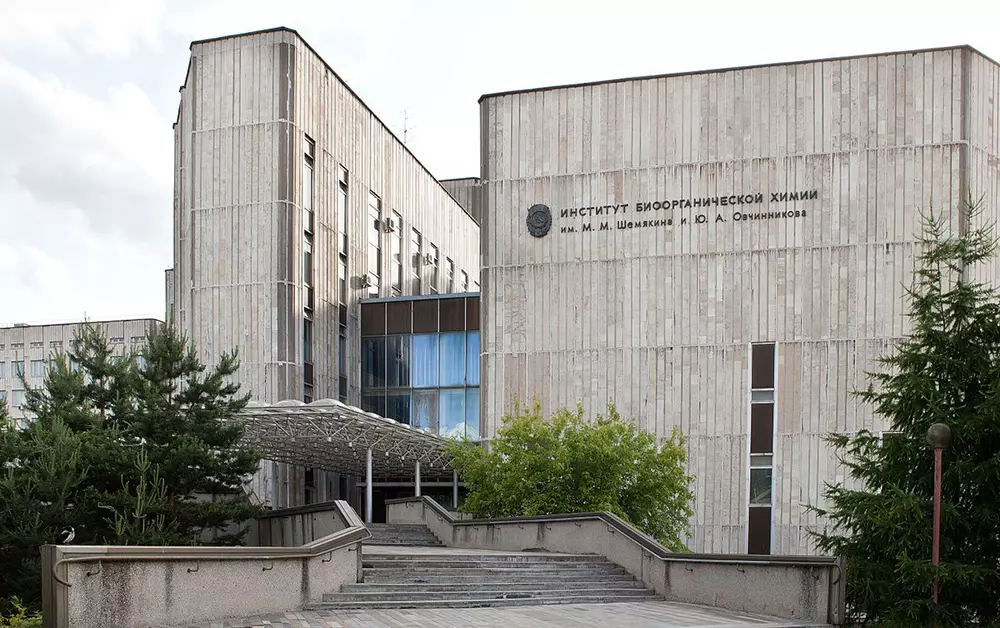 ИНСТИТУТ БИООРГАНИЧЕСКОЙ ХИМИИ
им. М. М. Шемякина и Ю. А. Овчинникова